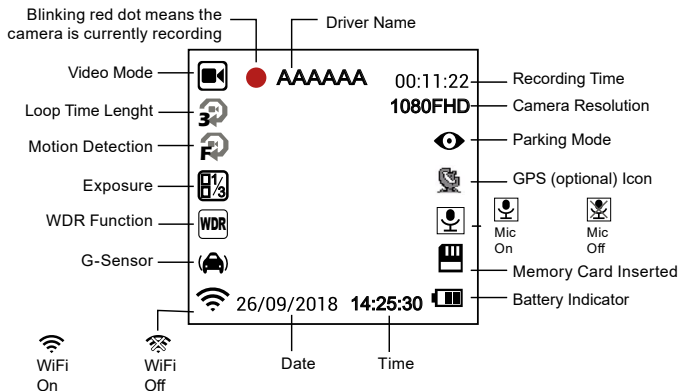 Blinking red dot means the
camera is currently recording
Driver Name
Video Mode
AAAAAA
00:11:22
Recording Time
Loop Time Lenght
3
1080FHD
Camera Resolution
Motion Detection
F
Parking Mode
Exposure
1/3
GPS (optional) Icon
WDR Function
WDR
Mic
On
Mic
Off
G-Sensor
Memory Card Inserted
26/09/2018
14:25:30
Battery Indicator
WiFi
On
WiFi
Off
Date
Time